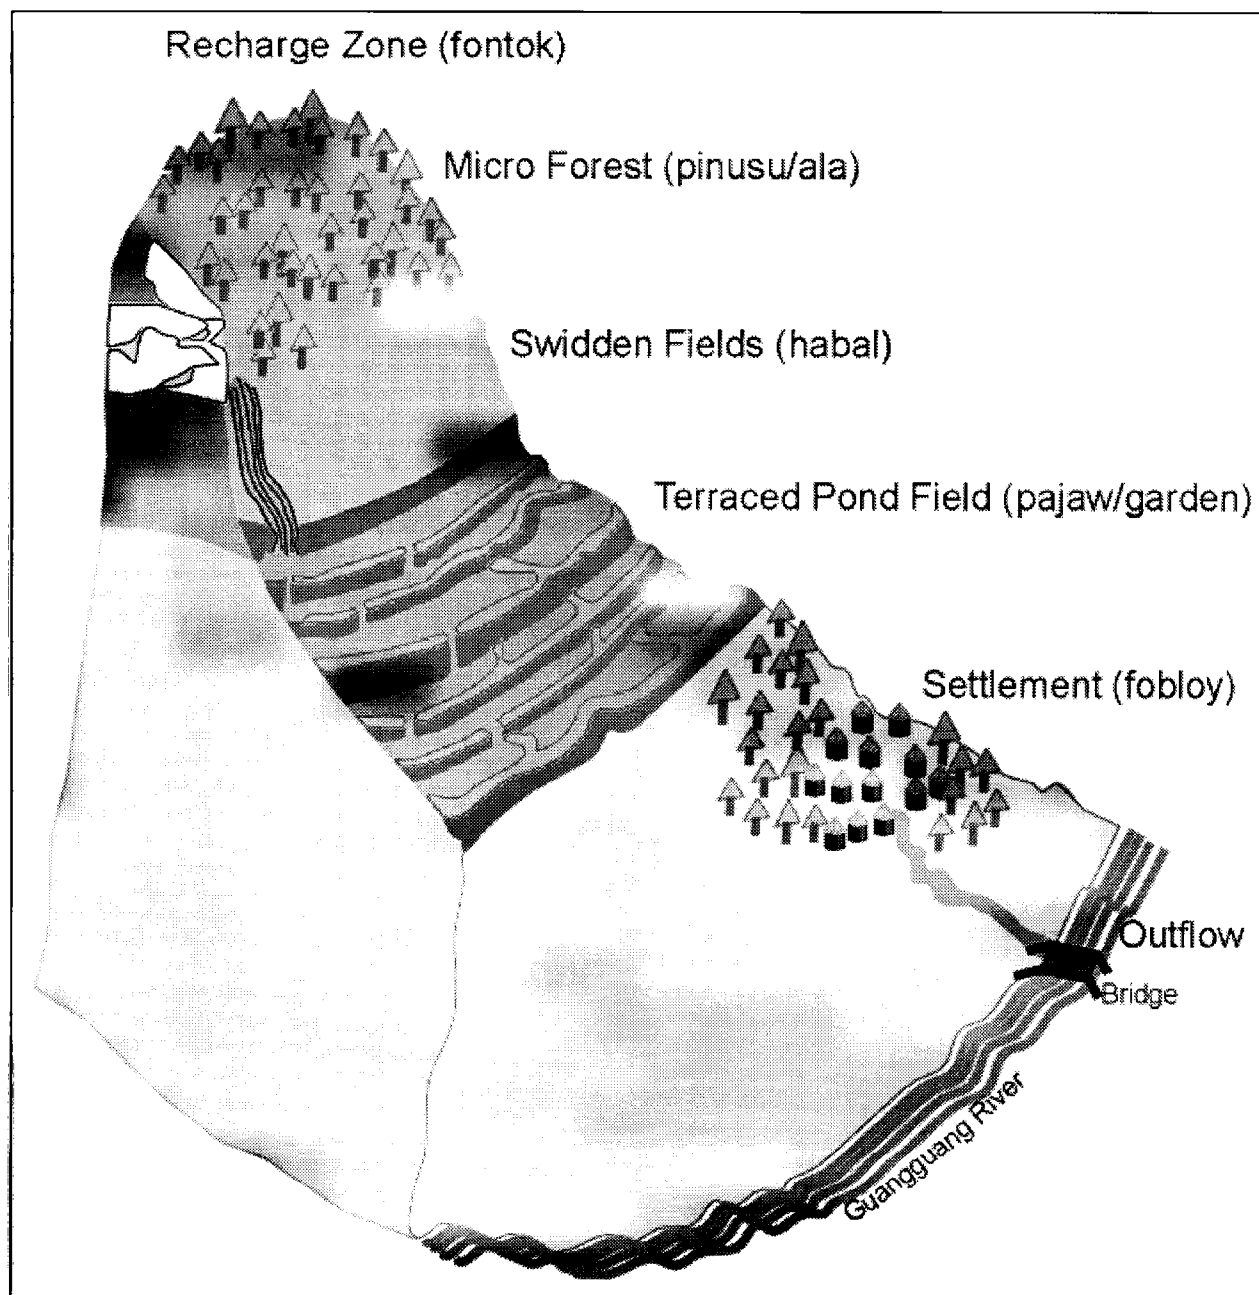 Recharge Zone (fontok)
Micro Forest (pinusu/ala)
Swidden Fields (habal)
Terraced Pond Field (pajaw/garden)
Settlement (fobloy)
Outflow
Bridge
Guangguang River